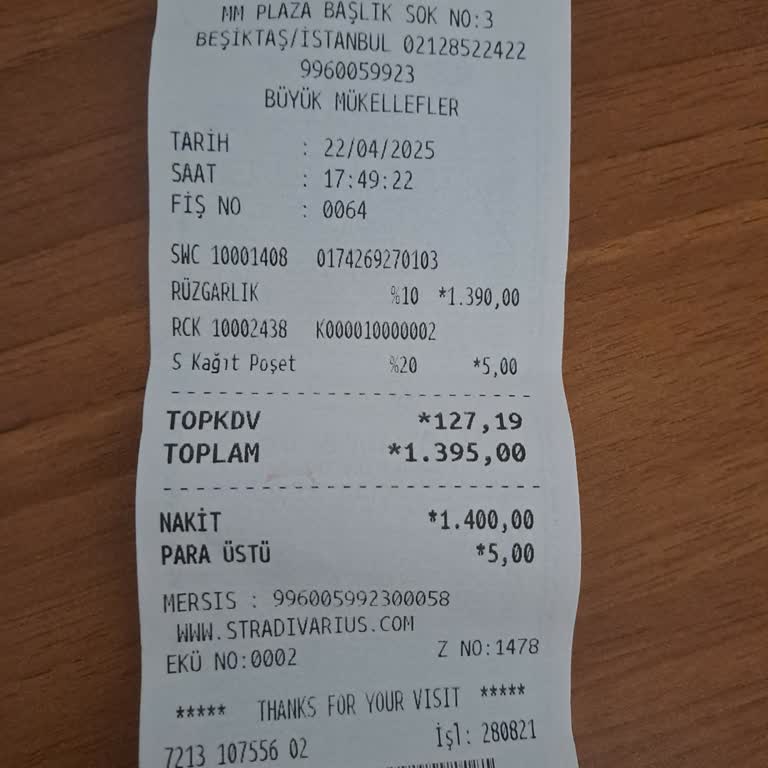 MM PLAZA BAŞLIK SOK NO:3
BEŞİKTAŞ/İSTANBUL 02128522422
9960059923
BÜYÜK MÜKELLEFLER
TARİH : 22/04/2025
SAAT : 17:49:22
FİŞ NO : 0064
SWC 10001408 0174269270103
RÜZGARLIK %10 *1.390,00
RCK 10002438 K000010000002
S Kağıt Poşet %20 *5,00
TOPKDV *127,19
TOPLAM *1.395,00
NAKİT *1.400,00
PARA ÜSTÜ *5,00
MERSIS : 996005992300058
WWW.STRADIVARIUS.COM
EKÜ NO:0002 Z NO:1478
***** THANKS FOR YOUR VISIT *****
7213 107556 02 İşl: 280821